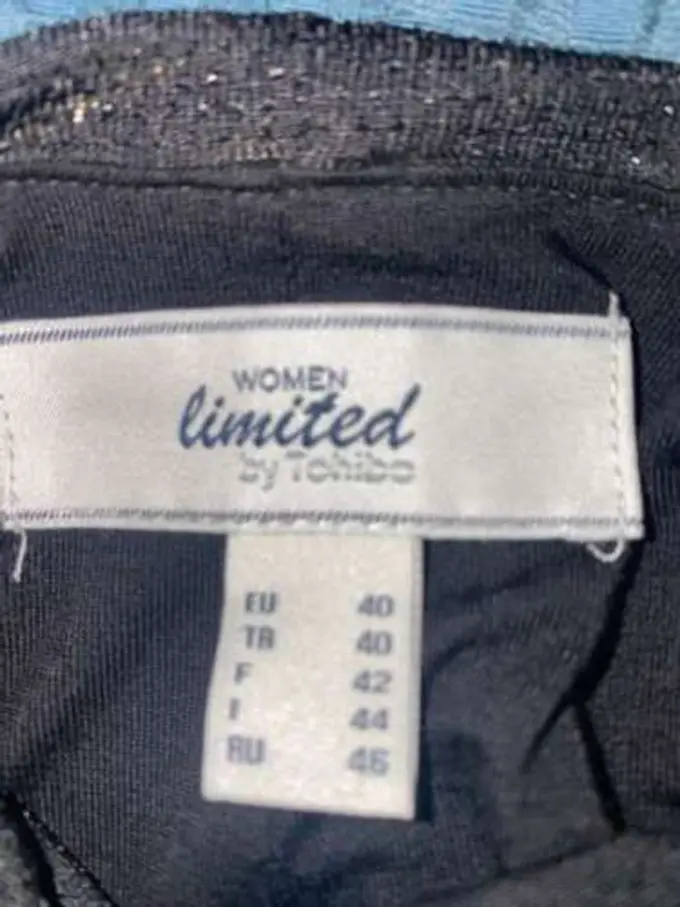 WOMEN
limited
by Tchibo
EU 40
TR 40
F 42
I 44
RU 46